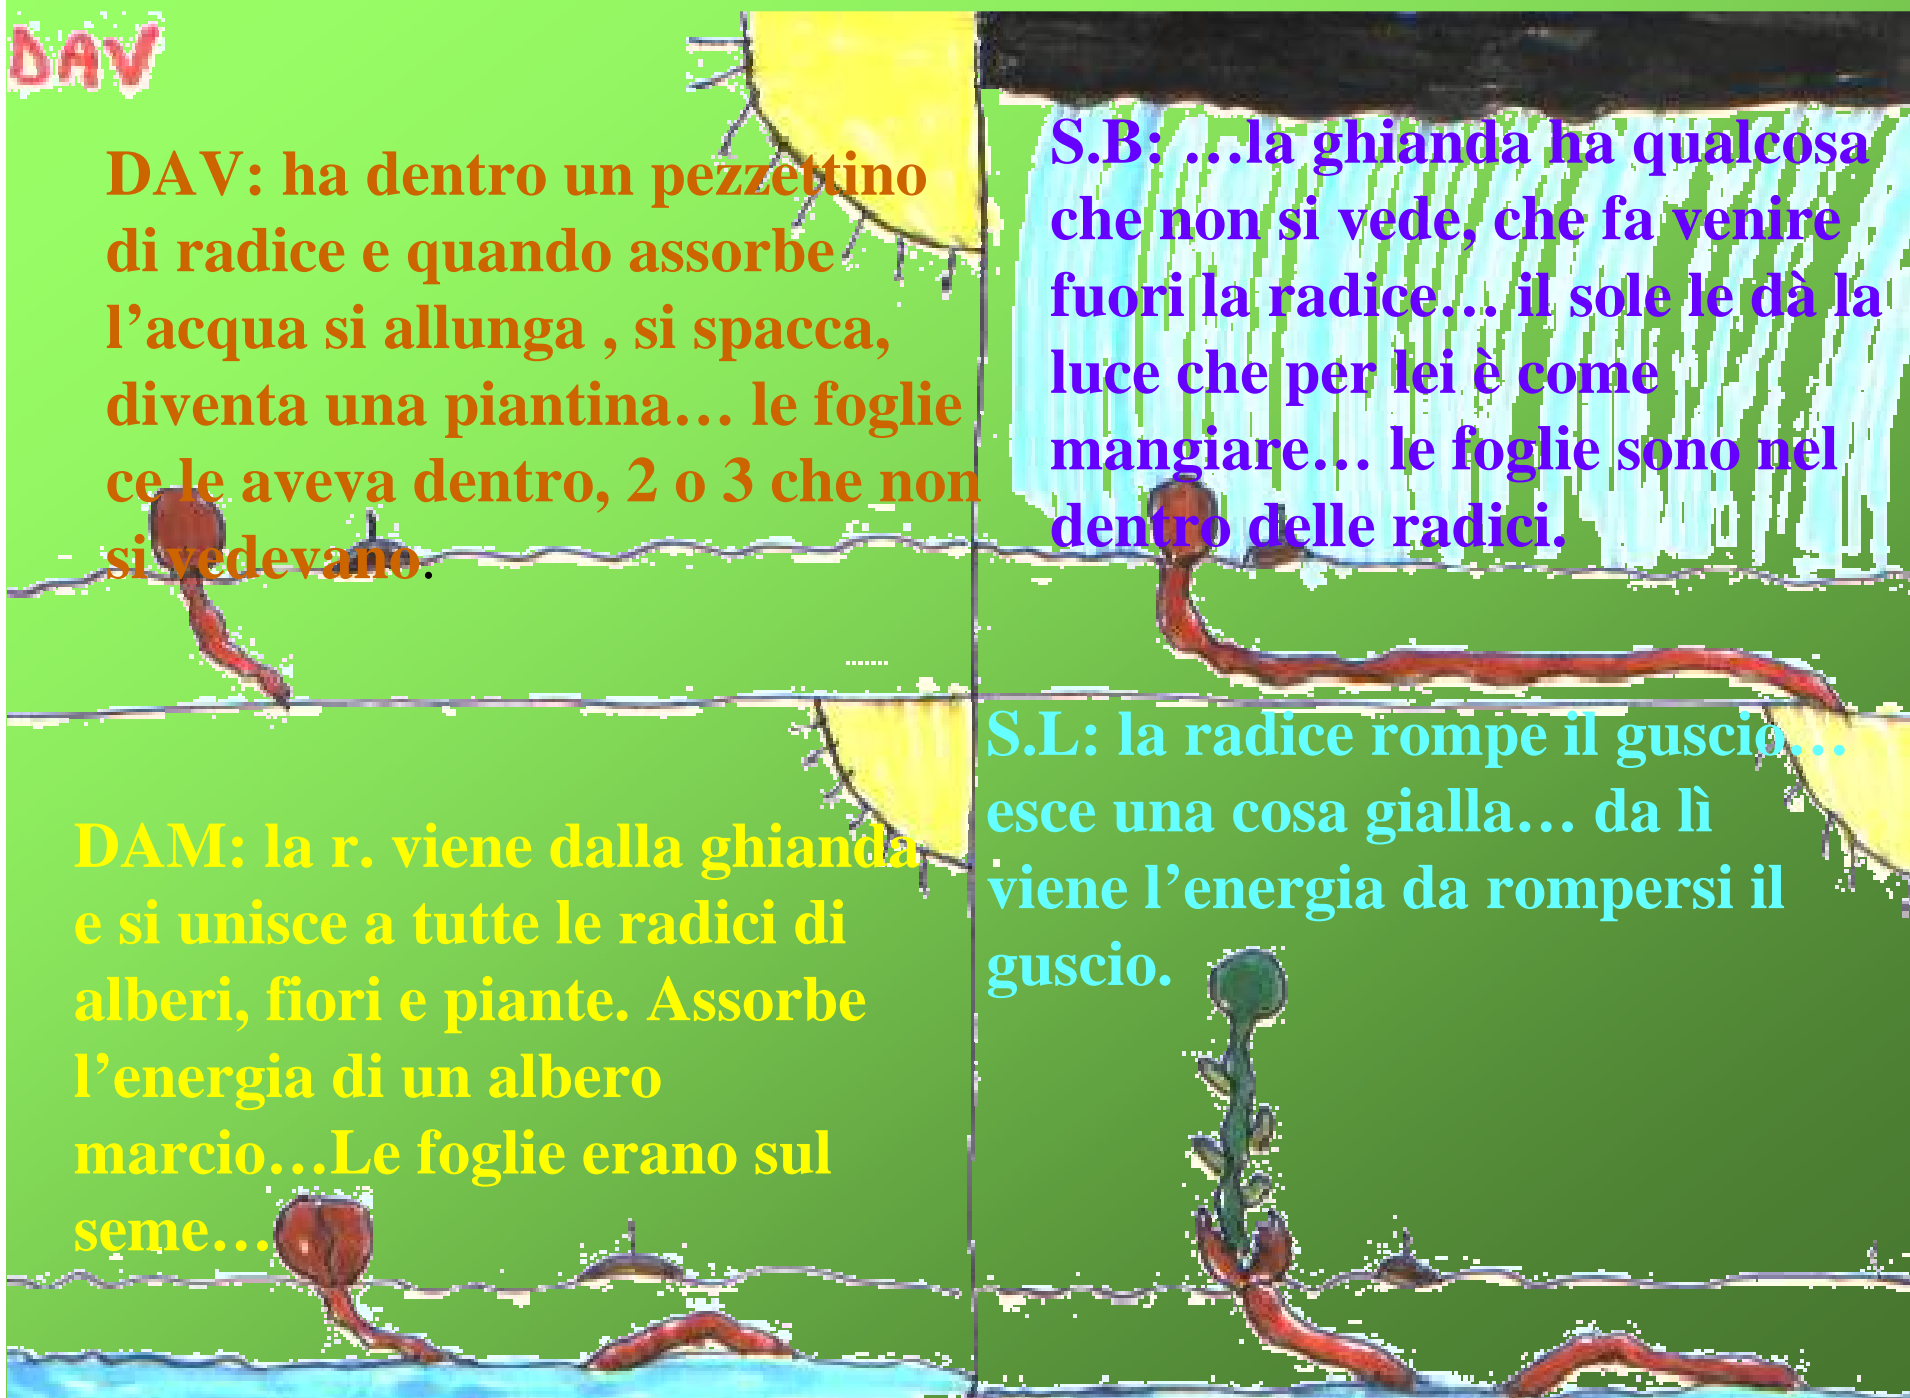 DAV
DAV: ha dentro un pezzettino
di radice e quando assorbe
l’acqua si allunga , si spacca,
diventa una piantina… le foglie
ce le aveva dentro, 2 o 3 che non
si vedevano.
S.B: …la ghianda ha qualcosa
che non si vede, che fa venire
fuori la radice… il sole le dà la
luce che per lei è come
mangiare… le foglie sono nel
dentro delle radici.
DAM: la r. viene dalla ghianda
e si unisce a tutte le radici di
alberi, fiori e piante. Assorbe
l’energia di un albero
marcio…Le foglie erano sul
seme…
S.L: la radice rompe il guscio…
esce una cosa gialla… da lì
viene l’energia da rompersi il
guscio.